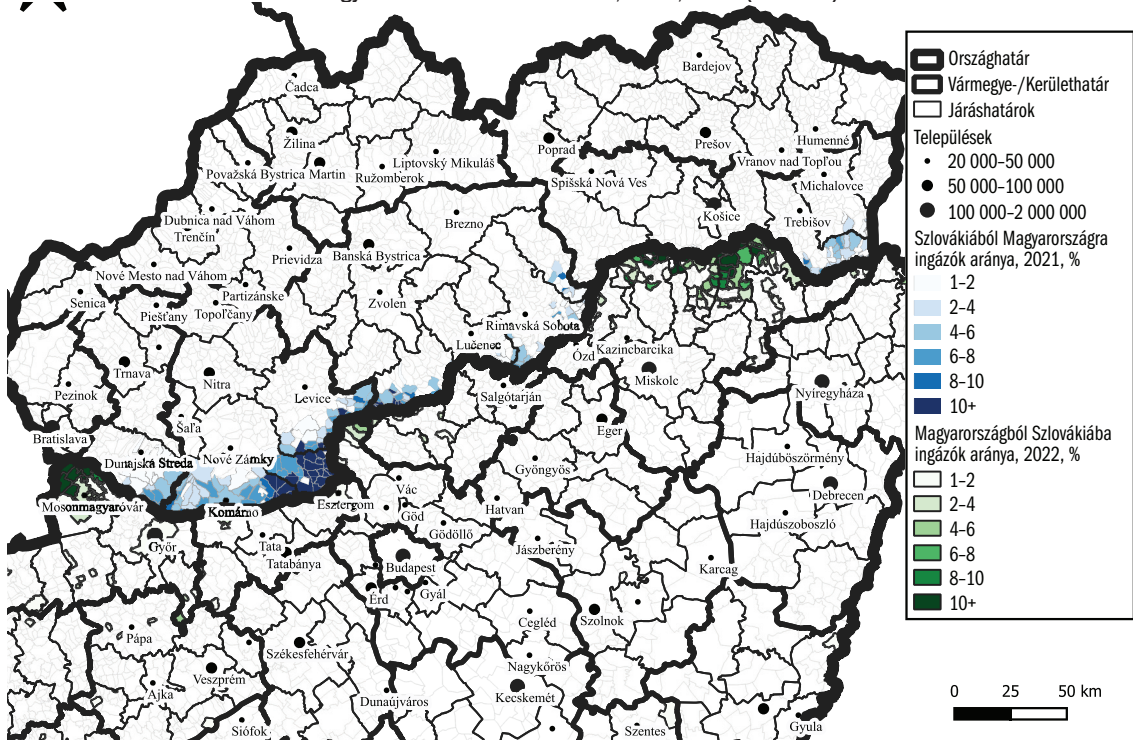 Bardejov
Čadca
Žilina
Poprad
Prešov
Humenné
Považská Bystrica Martin
Liptovský Mikuláš
Ružomberok
Vranov nad Topľou
Spišská Nová Ves
Michalovce
Košice
Trebišov
Dubnica nad Váhom
Trenčín
Brezno
Prievidza
Banská Bystrica
Nové Mesto nad Váhom
Senica
Partizánske
Piešťany
Topoľčany
Zvolen
Rimavská Sobota
Lučenec
Trnava
Nitra
Pezinok
Levice
Šaľa
Bratislava
Dunajská Streda
Nové Zámky
Ózd
Kazincbarcika
Miskolc
Salgótarján
Eger
Nyíregyháza
Gyöngyös
Hajdúböszörmény
Debrecen
Hajdúszoboszló
Mosonmagyaróvár
Komárno
Esztergom
Vác
Göd
Hatvan
Gödöllő
Győr
Tata
Tatabánya
Budapest
Jászberény
Karcag
Érd
Gyál
Cegléd
Szolnok
Pápa
Székesfehérvár
Veszprém
Nagykőrös
Ajka
Dunaújváros
Kecskemét
Siófok
Szentes
Gyula
Országhatár
Vármegye-/Kerülethatár
Járáshatárok
Települések
20 000–50 000
50 000–100 000
100 000–2 000 000
Szlovákiából Magyarországra
ingázók aránya, 2021, %
1–2
2–4
4–6
6–8
8–10
10+
Magyarországból Szlovákiába
ingázók aránya, 2022, %
1–2
2–4
4–6
6–8
8–10
10+
0 25 50 km